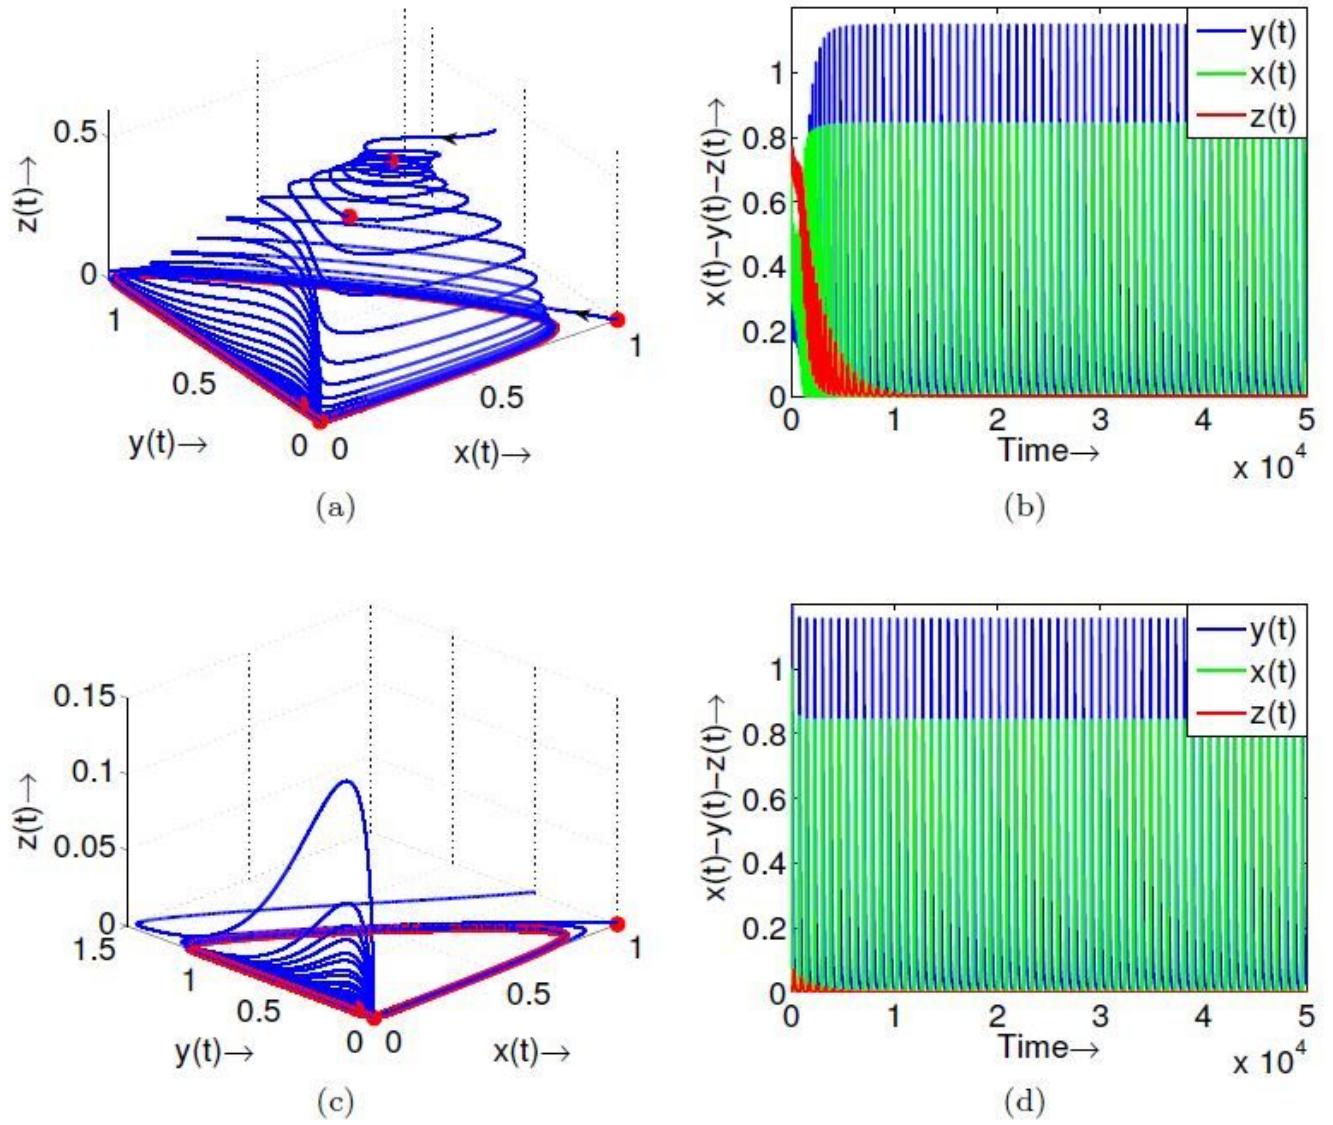 z(t)→
0.5
0
1
0.5
0
0
0.5
1
y(t)→
x(t)→
(a)
x(t)−y(t)−z(t)→
1
0.8
0.6
0.4
0.2
0
0 1 2 3 4 5
Time→
x 10^4
y(t)
x(t)
z(t)
(b)
z(t)→
0.15
0.1
0.05
0
1.5
1
0.5
0
0
0.5
1
y(t)→
x(t)→
(c)
x(t)−y(t)−z(t)→
1
0.8
0.6
0.4
0.2
0
0 1 2 3 4 5
Time→
x 10^4
y(t)
x(t)
z(t)
(d)